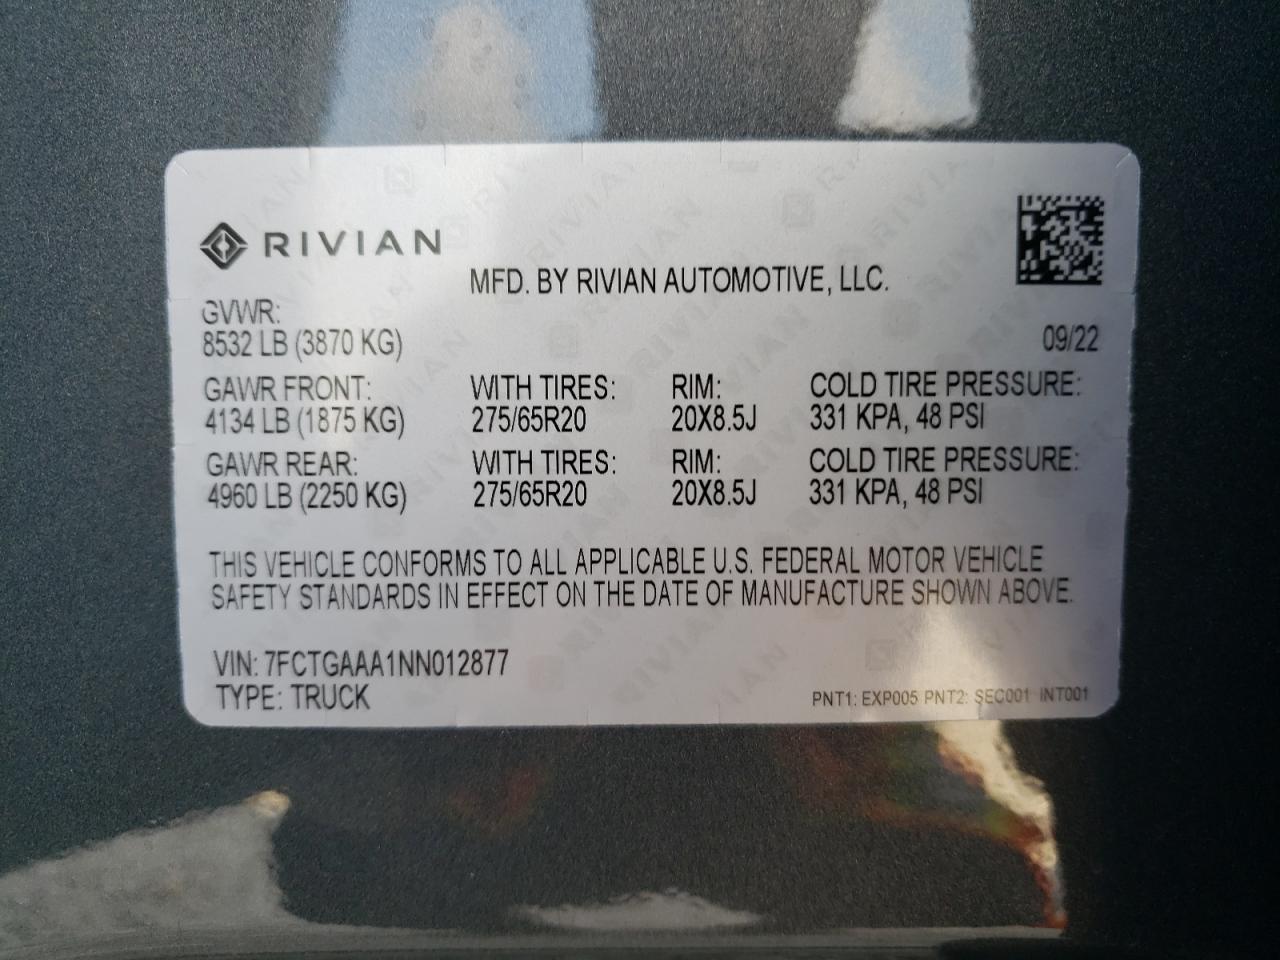 RIVIAN
MFD. BY RIVIAN AUTOMOTIVE, LLC.
GVWR:
8532 LB (3870 KG) 09/22
GAWR FRONT: WITH TIRES: RIM: COLD TIRE PRESSURE:
4134 LB (1875 KG) 275/65R20 20X8.5J 331 KPA, 48 PSI
GAWR REAR: WITH TIRES: RIM: COLD TIRE PRESSURE:
4960 LB (2250 KG) 275/65R20 20X8.5J 331 KPA, 48 PSI
THIS VEHICLE CONFORMS TO ALL APPLICABLE U.S. FEDERAL MOTOR VEHICLE
SAFETY STANDARDS IN EFFECT ON THE DATE OF MANUFACTURE SHOWN ABOVE.
VIN: 7FCTGAAA1NN012877
TYPE: TRUCK PNT1: EXP005 PNT2: SEC001 INT001